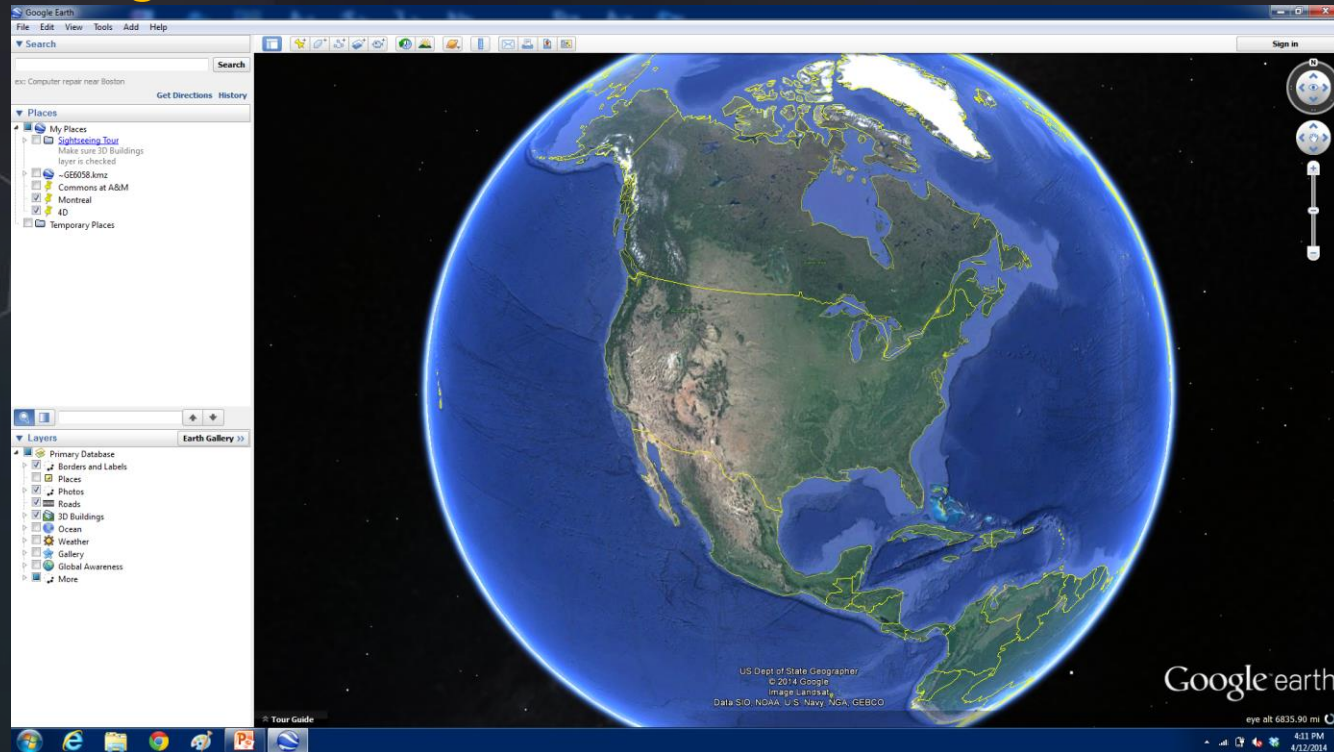 Google Earth
File Edit View Tools Add Help
Search
Search
ex: Computer repair near Boston
Get Directions History
Places
My Places
Sightseeing Tour
Make sure 3D Buildings
layer is checked
~GE6058.kmz
Commons at A&M
Montreal
4D
Temporary Places
Layers
Earth Gallery >>
Primary Database
Borders and Labels
Places
Photos
Roads
3D Buildings
Ocean
Weather
Gallery
Global Awareness
More
Sign in
N
US Dept of State Geographer
© 2014 Google
Image Landsat
Data SIO, NOAA, U.S. Navy, NGA, GEBCO
Google earth
Tour Guide
eye alt 6835.90 mi
4:11 PM
4/12/2014